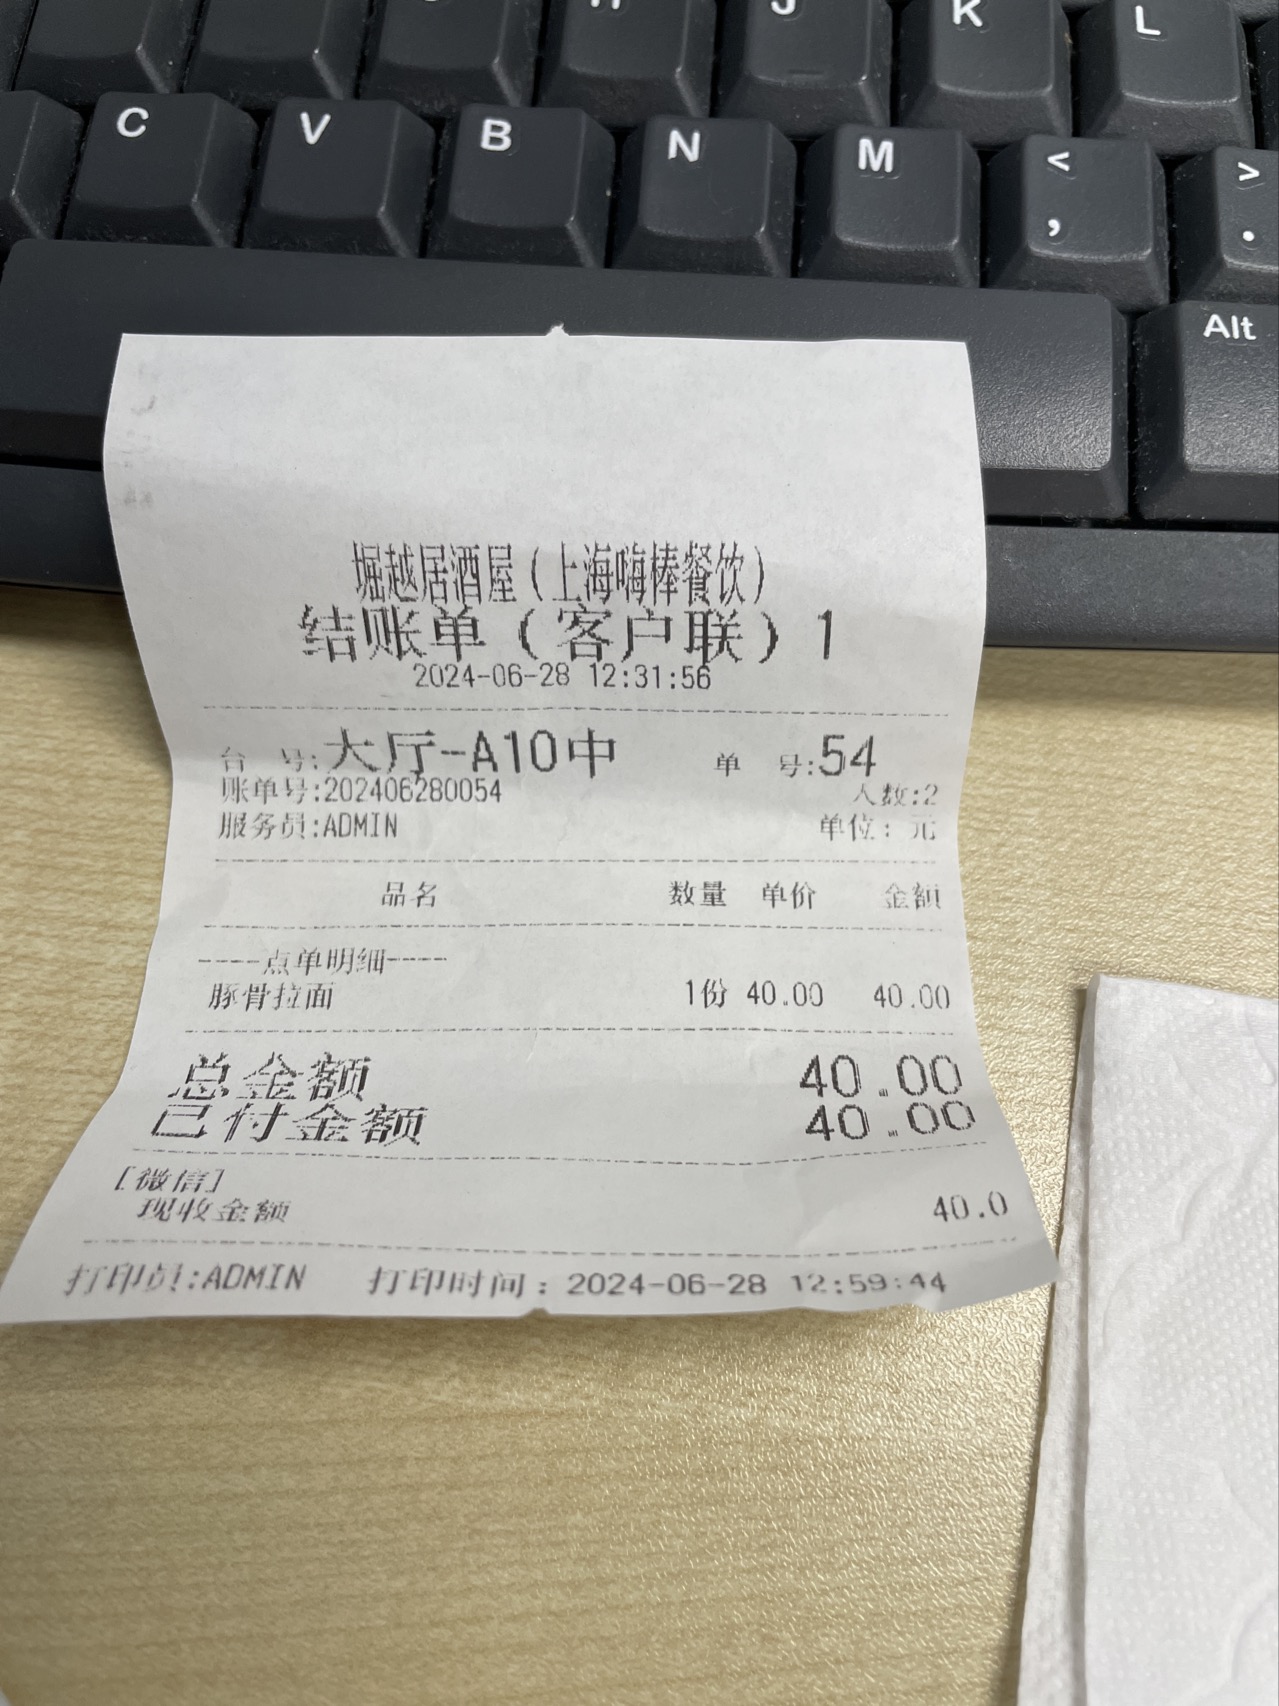 J K L
C V B N M < ,
> .
Alt
堀越居酒屋(上海嗨棒餐饮)
结账单(客户联)1
2024-06-28 12:31:56
台 号:大厅-A10中 单 号:54
账单号:202406280054 人数:2
服务员:ADMIN 单位: 元
品名 数量 单价 金额
----点单明细----
豚骨拉面 1份 40.00 40.00
总金额 40.00
已付金额 40.00
[微信]
现收金额 40.0
打印员:ADMIN 打印时间:2024-06-28 12:59:44